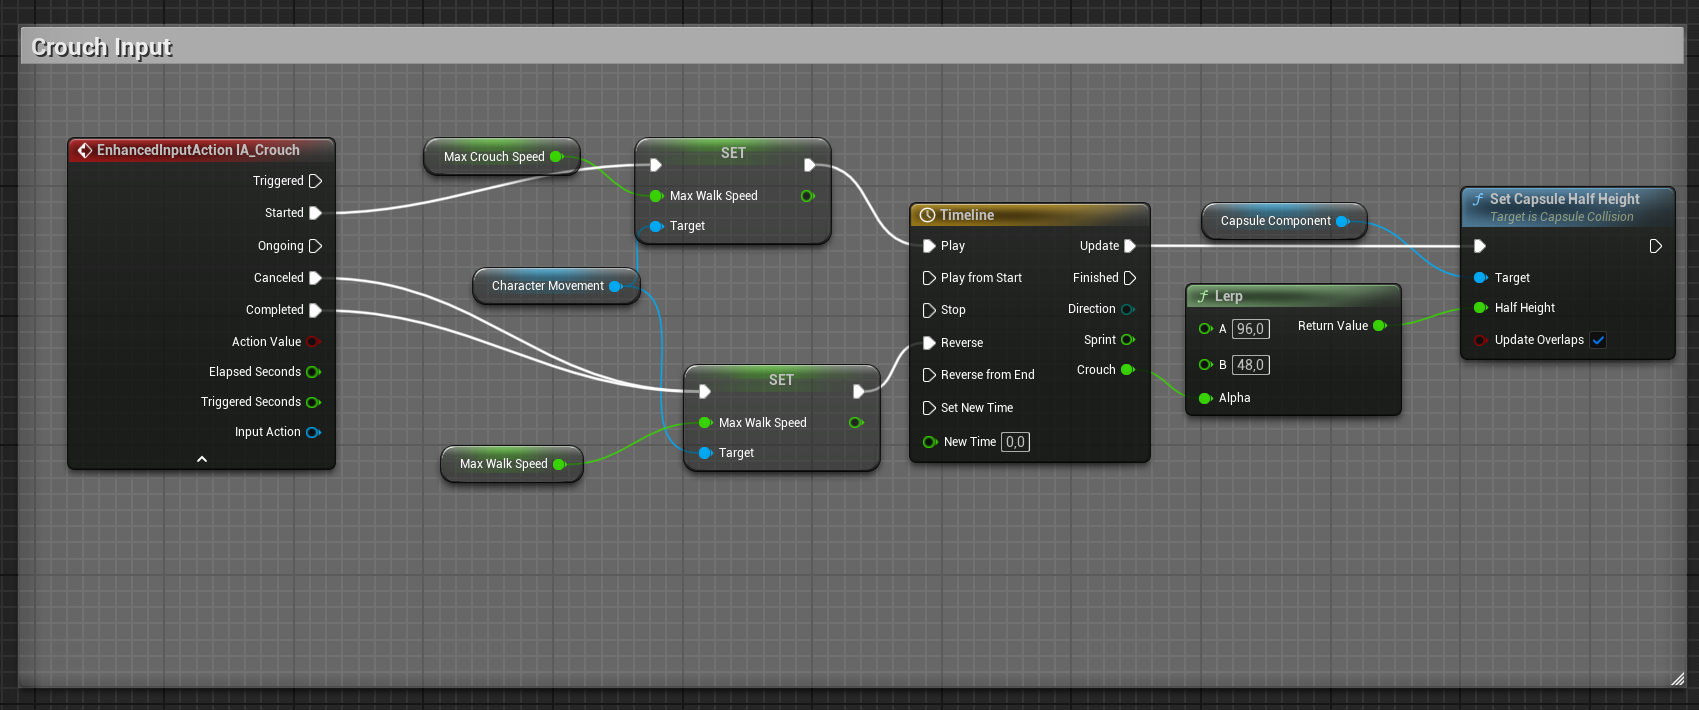 Crouch Input
EnhancedInputAction IA_Crouch
Triggered
Started
Ongoing
Canceled
Completed
Action Value
Elapsed Seconds
Triggered Seconds
Input Action
Max Crouch Speed
SET
Max Walk Speed
Target
Character Movement
SET
Max Walk Speed
Target
Max Walk Speed
Timeline
Play
Update
Play from Start
Finished
Stop
Direction
Reverse
Sprint
Reverse from End
Crouch
Set New Time
New Time 0,0
Capsule Component
Lerp
A 96,0
Return Value
B 48,0
Alpha
Set Capsule Half Height
Target is Capsule Collision
Target
Half Height
Update Overlaps